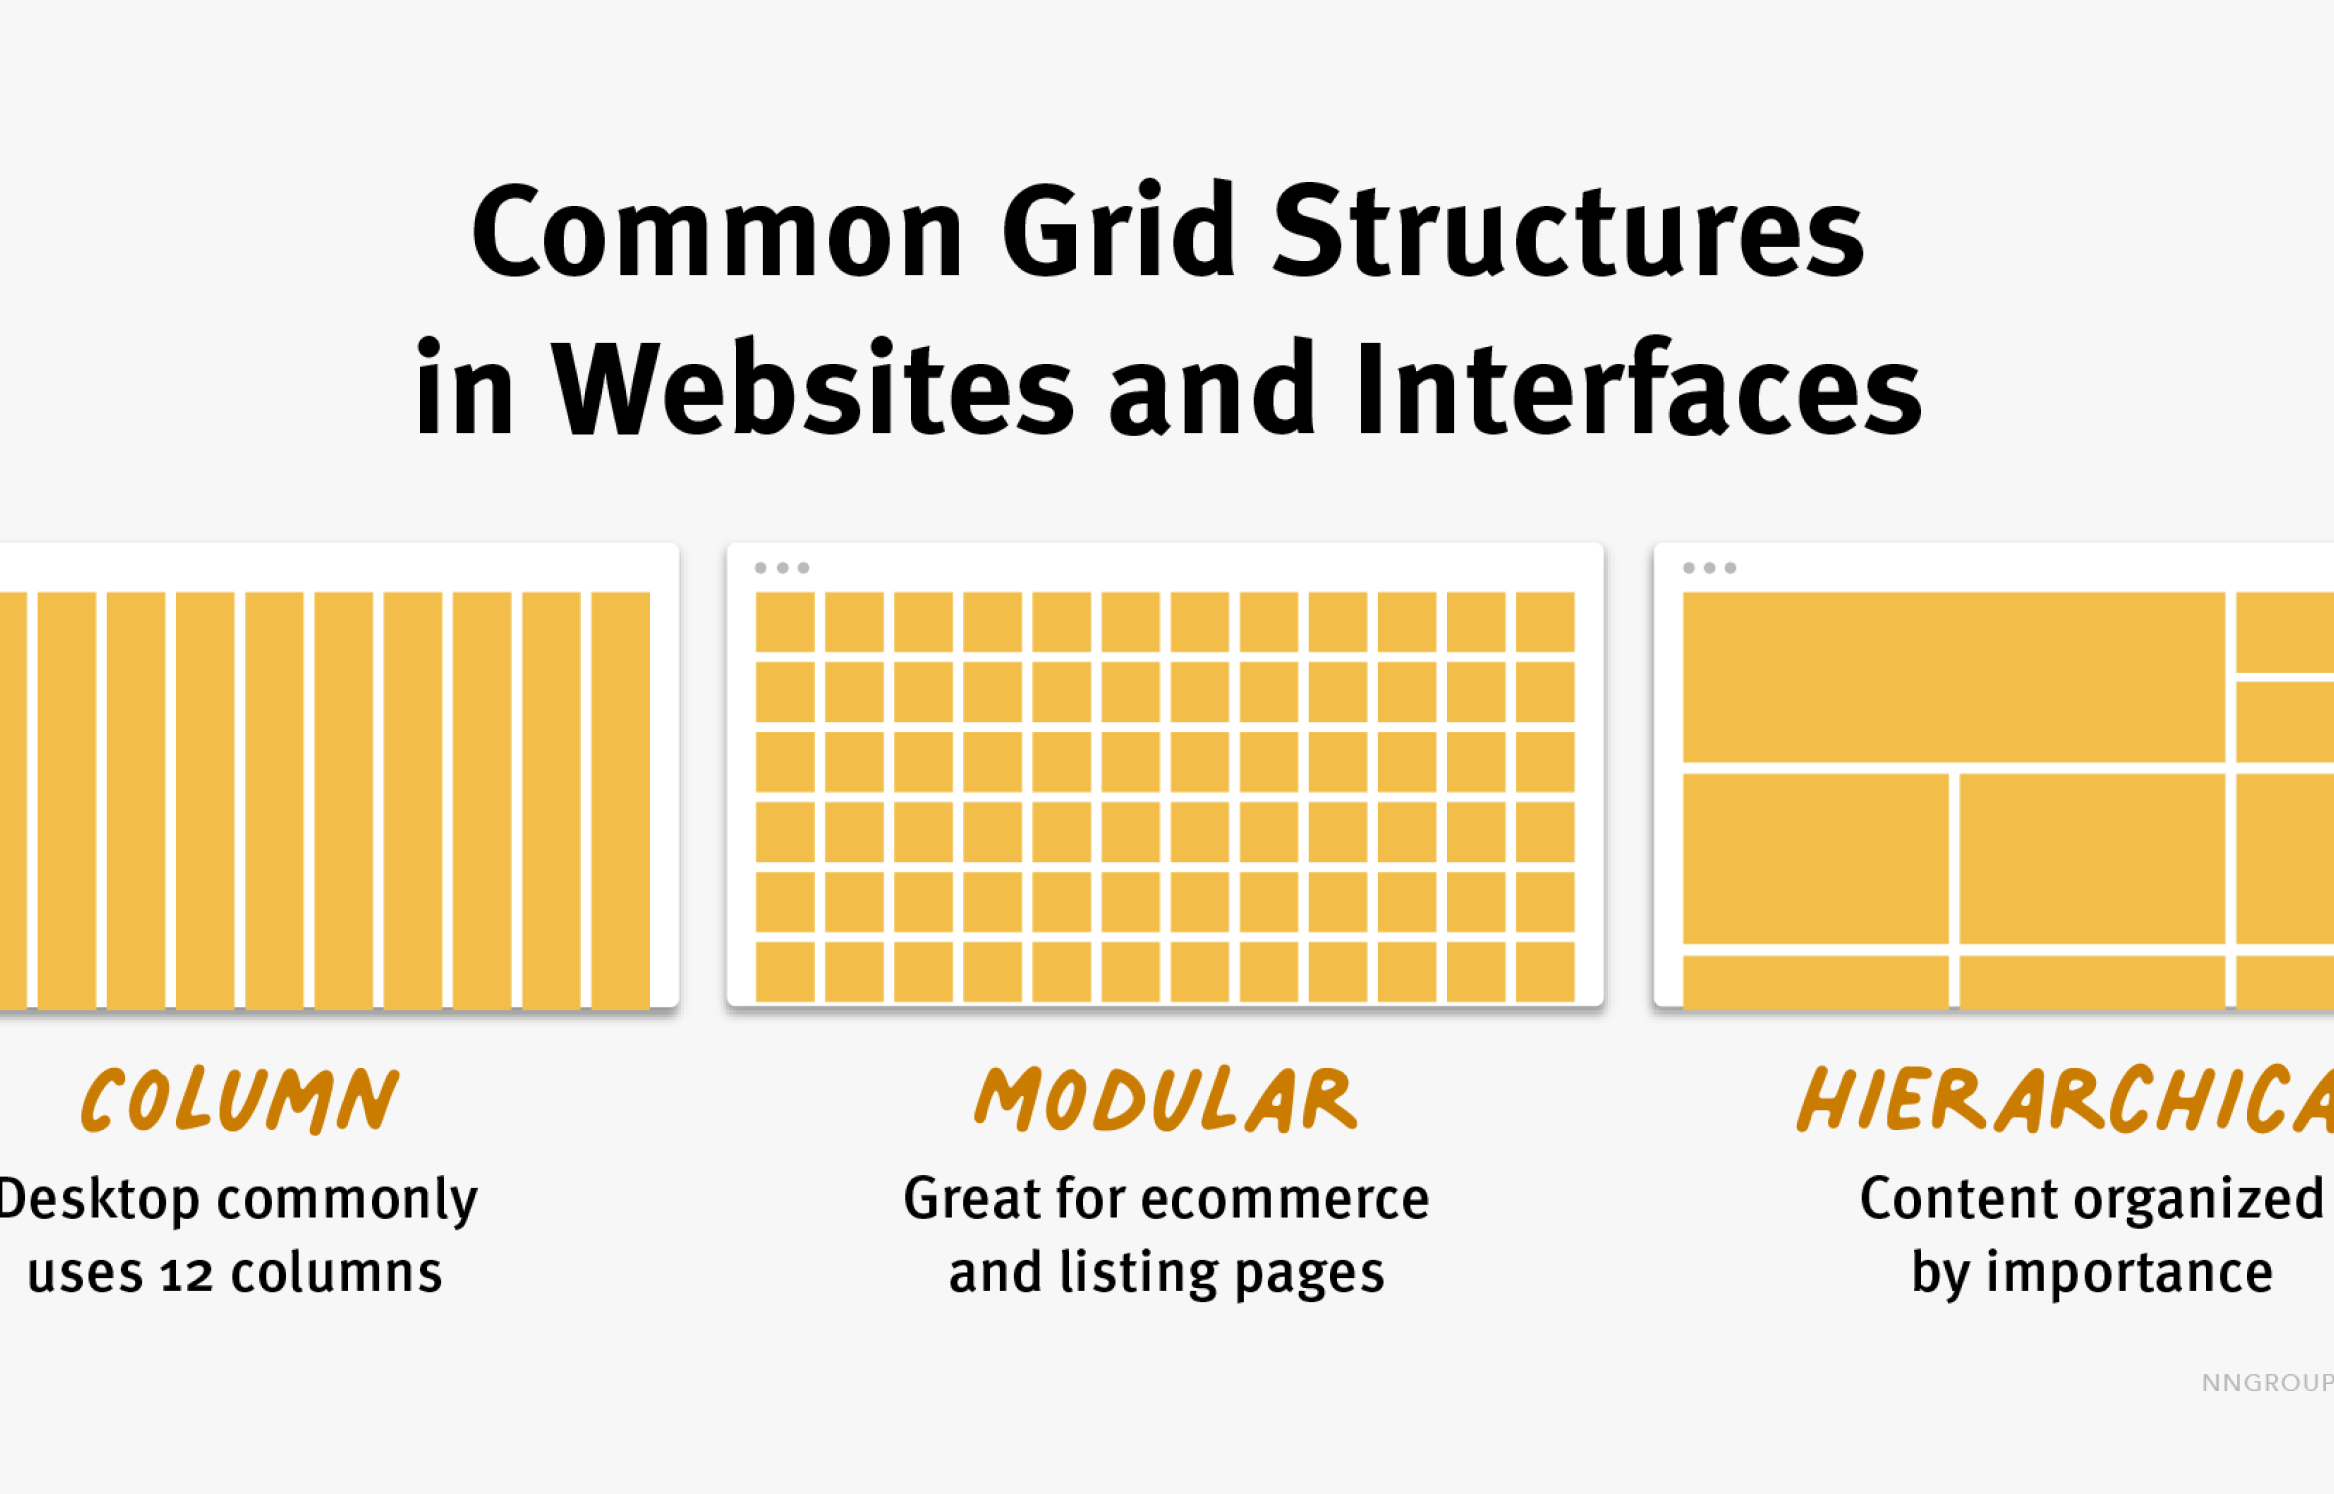 Common Grid Structures
in Websites and Interfaces
COLUMN
Desktop commonly
uses 12 columns
MODULAR
Great for ecommerce
and listing pages
HIERARCHICA
Content organized
by importance
NNGROUP